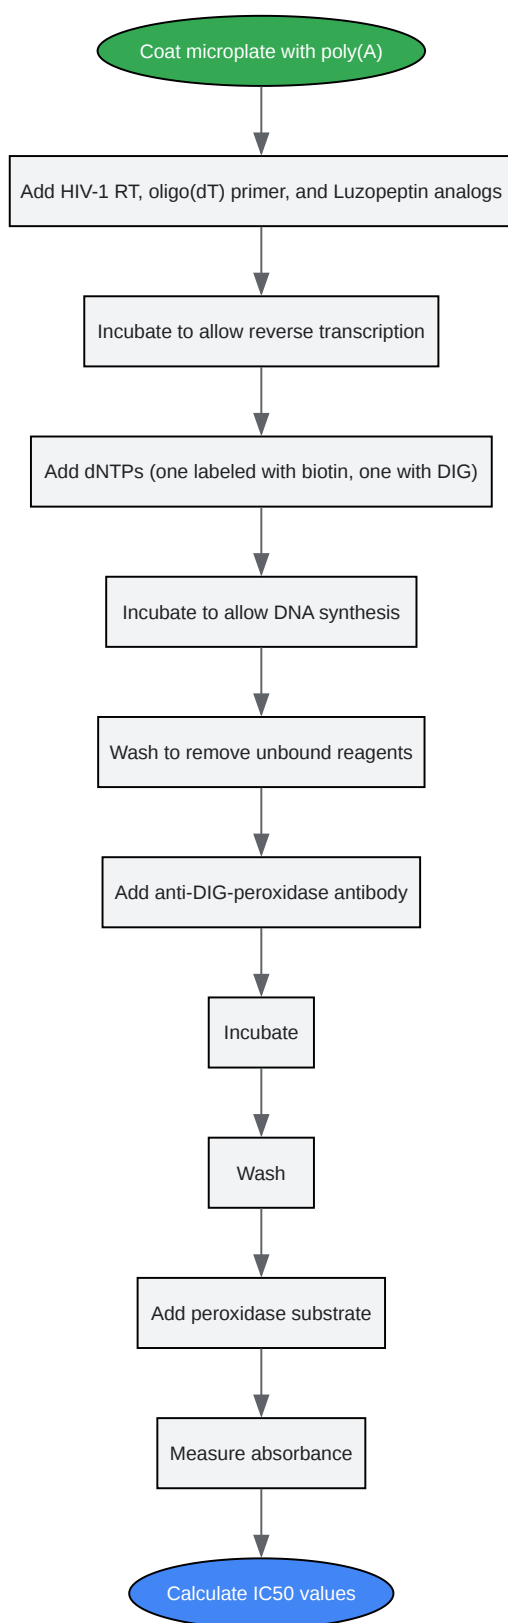 Coat microplate with poly(A)
Add HIV-1 RT, oligo(dT) primer, and Luzopeptin analogs
Incubate to allow reverse transcription
Add dNTPs (one labeled with biotin, one with DIG)
Incubate to allow DNA synthesis
Wash to remove unbound reagents
Add anti-DIG-peroxidase antibody
Incubate
Wash
Add peroxidase substrate
Measure absorbance
Calculate IC50 values